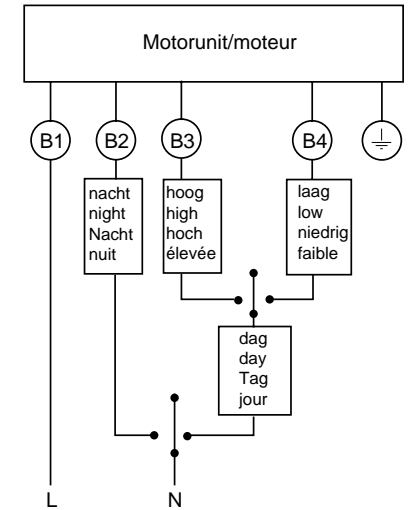 Motorunit/moteur
B1
B2
B3
B4
nacht
night
Nacht
nuit
hoog
high
hoch
élevée
laag
low
niedrig
faible
dag
day
Tag
jour
L
N